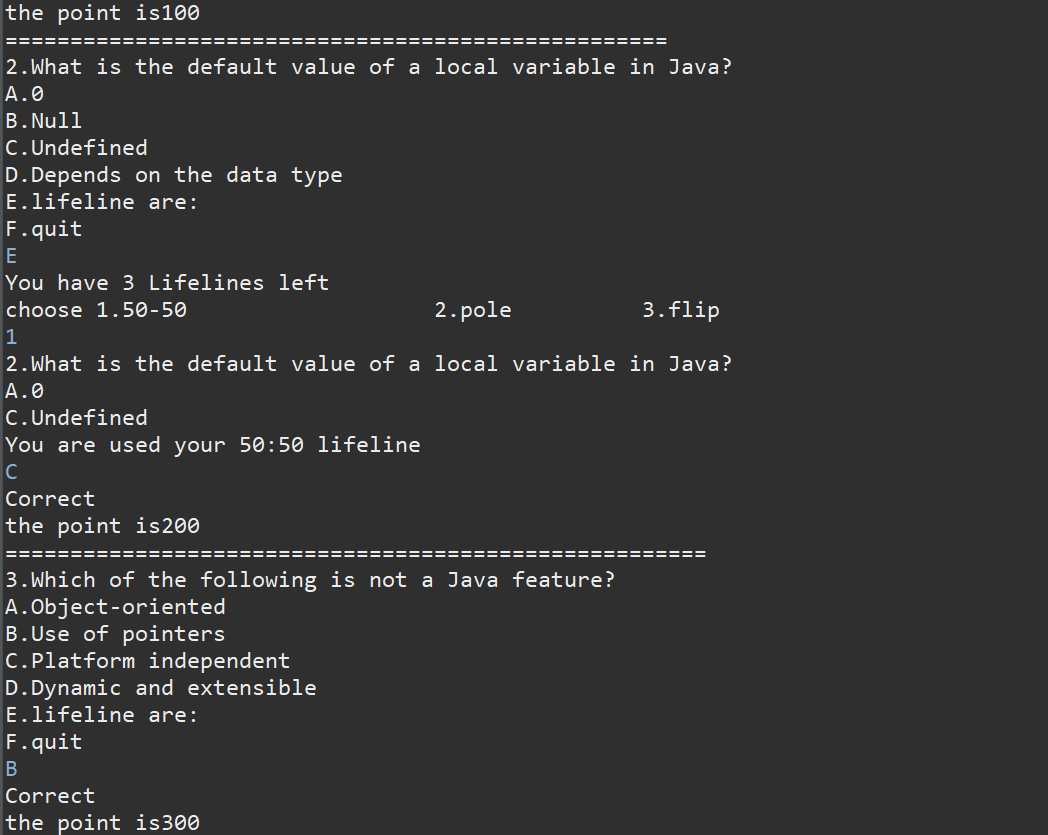 the point is100
===================================================
2.What is the default value of a local variable in Java?
A.0
B.Null
C.Undefined
D.Depends on the data type
E.lifeline are:
F.quit
E
You have 3 Lifelines left
choose 1.50-50                   2.pole          3.flip
1
2.What is the default value of a local variable in Java?
A.0
C.Undefined
You are used your 50:50 lifeline
C
Correct
the point is200
======================================================
3.Which of the following is not a Java feature?
A.Object-oriented
B.Use of pointers
C.Platform independent
D.Dynamic and extensible
E.lifeline are:
F.quit
B
Correct
the point is300